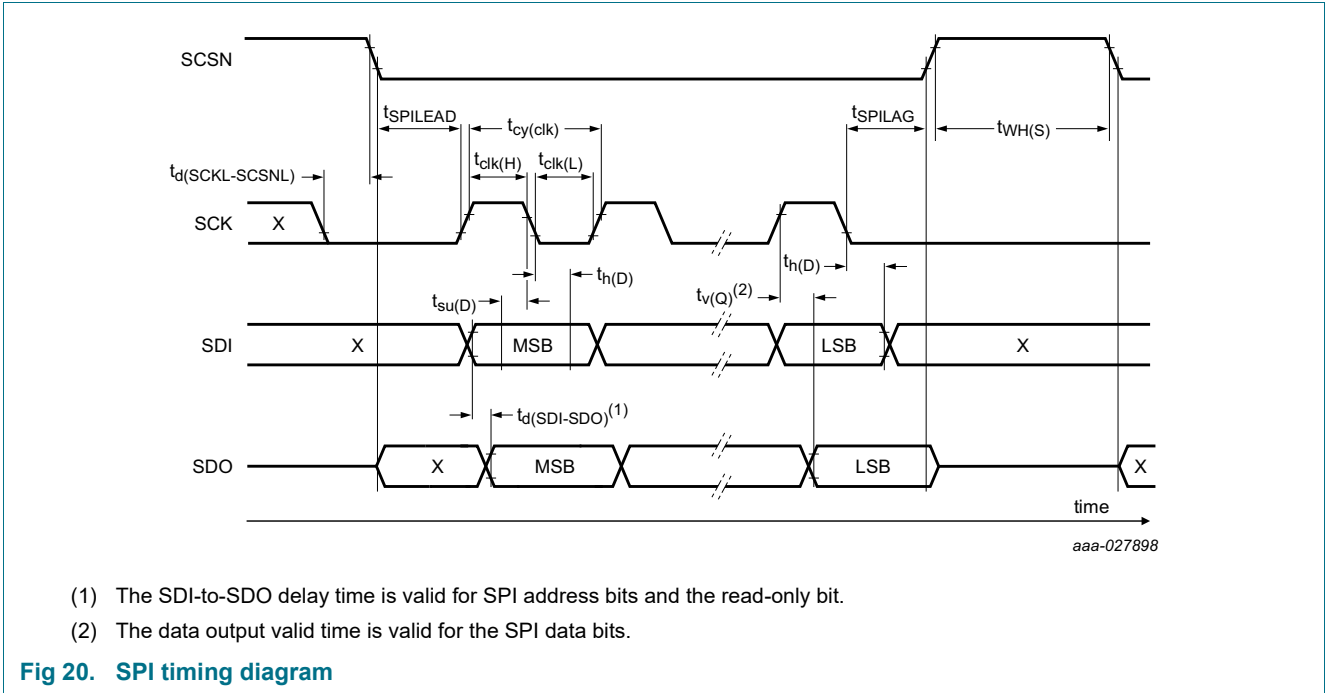 SCSN
tSPILEAD
tcy(clk)
tSPILAG
tWH(S)
tclk(H)
tclk(L)
td(SCKL-SCSNL)
SCK
X
th(D)
th(D)
tsu(D)
tv(Q)(2)
SDI
X
MSB
LSB
X
td(SDI-SDO)(1)
SDO
X
MSB
LSB
X
time
aaa-027898
(1) The SDI-to-SDO delay time is valid for SPI address bits and the read-only bit.
(2) The data output valid time is valid for the SPI data bits.
Fig 20. SPI timing diagram